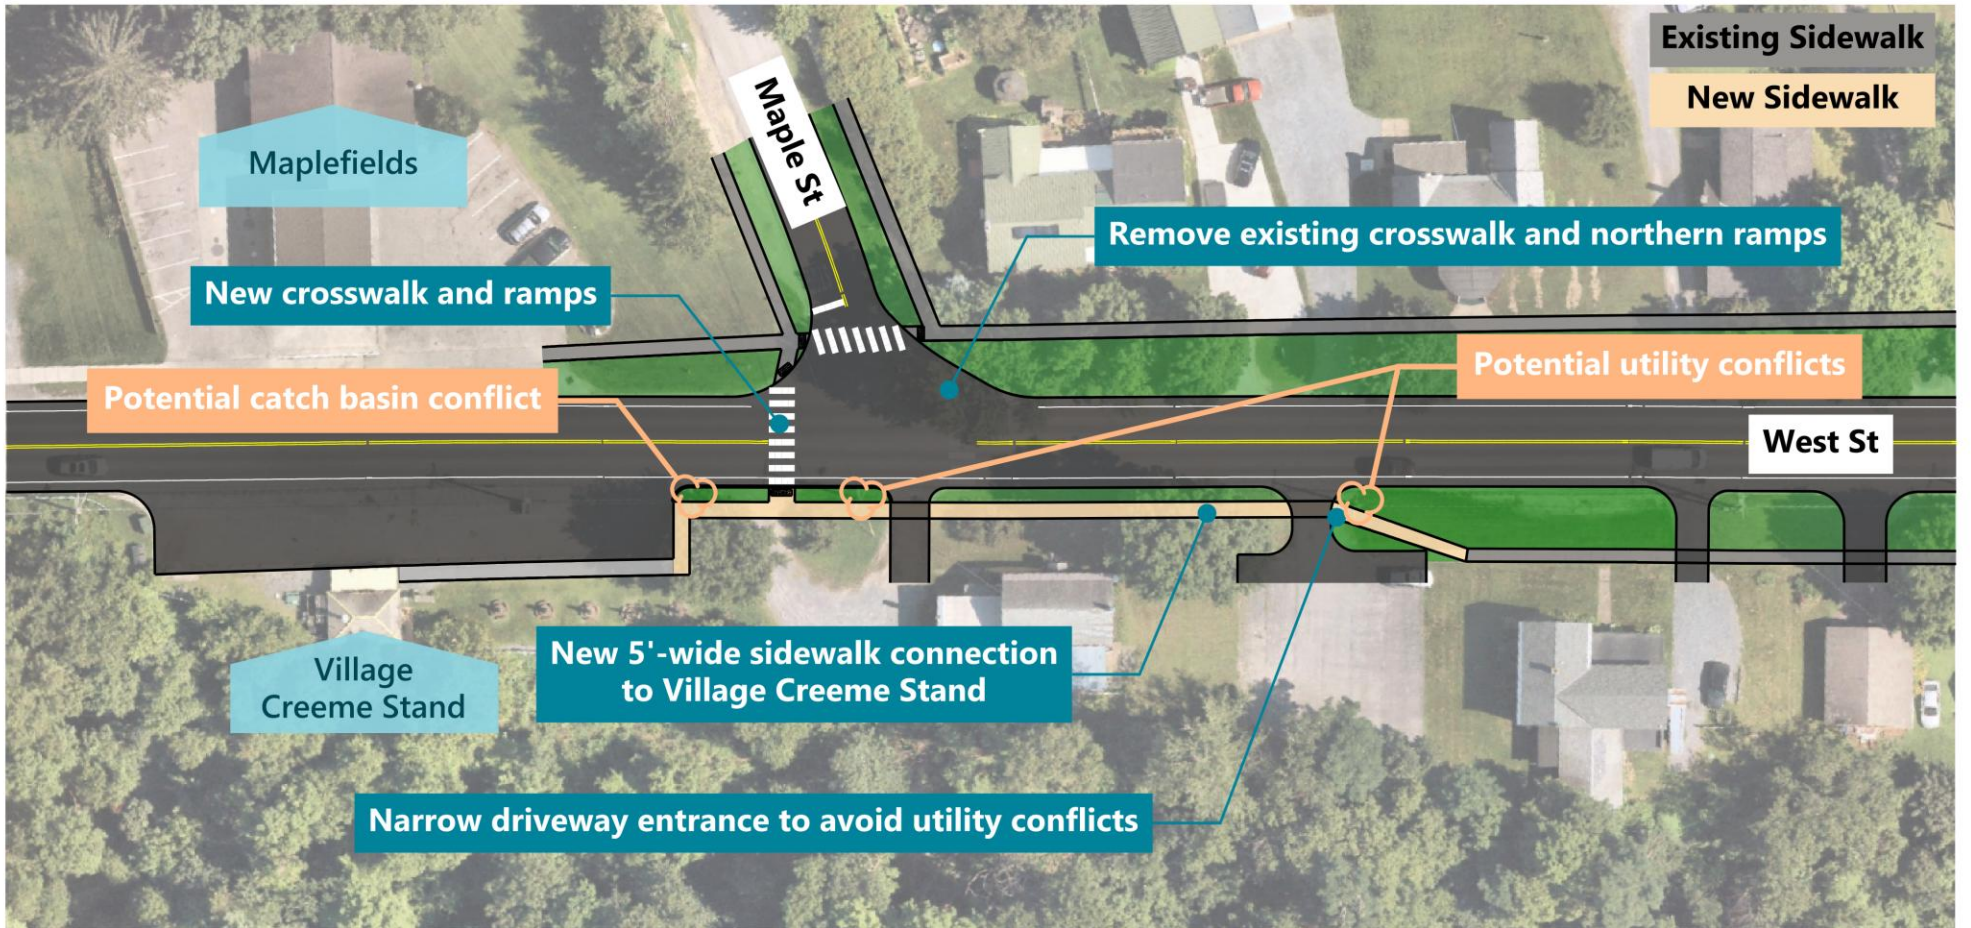 Existing Sidewalk
New Sidewalk
Maple St
Maplefields
Remove existing crosswalk and northern ramps
New crosswalk and ramps
Potential utility conflicts
Potential catch basin conflict
West St
New 5'-wide sidewalk connection
to Village Creeme Stand
Village
Creeme Stand
Narrow driveway entrance to avoid utility conflicts